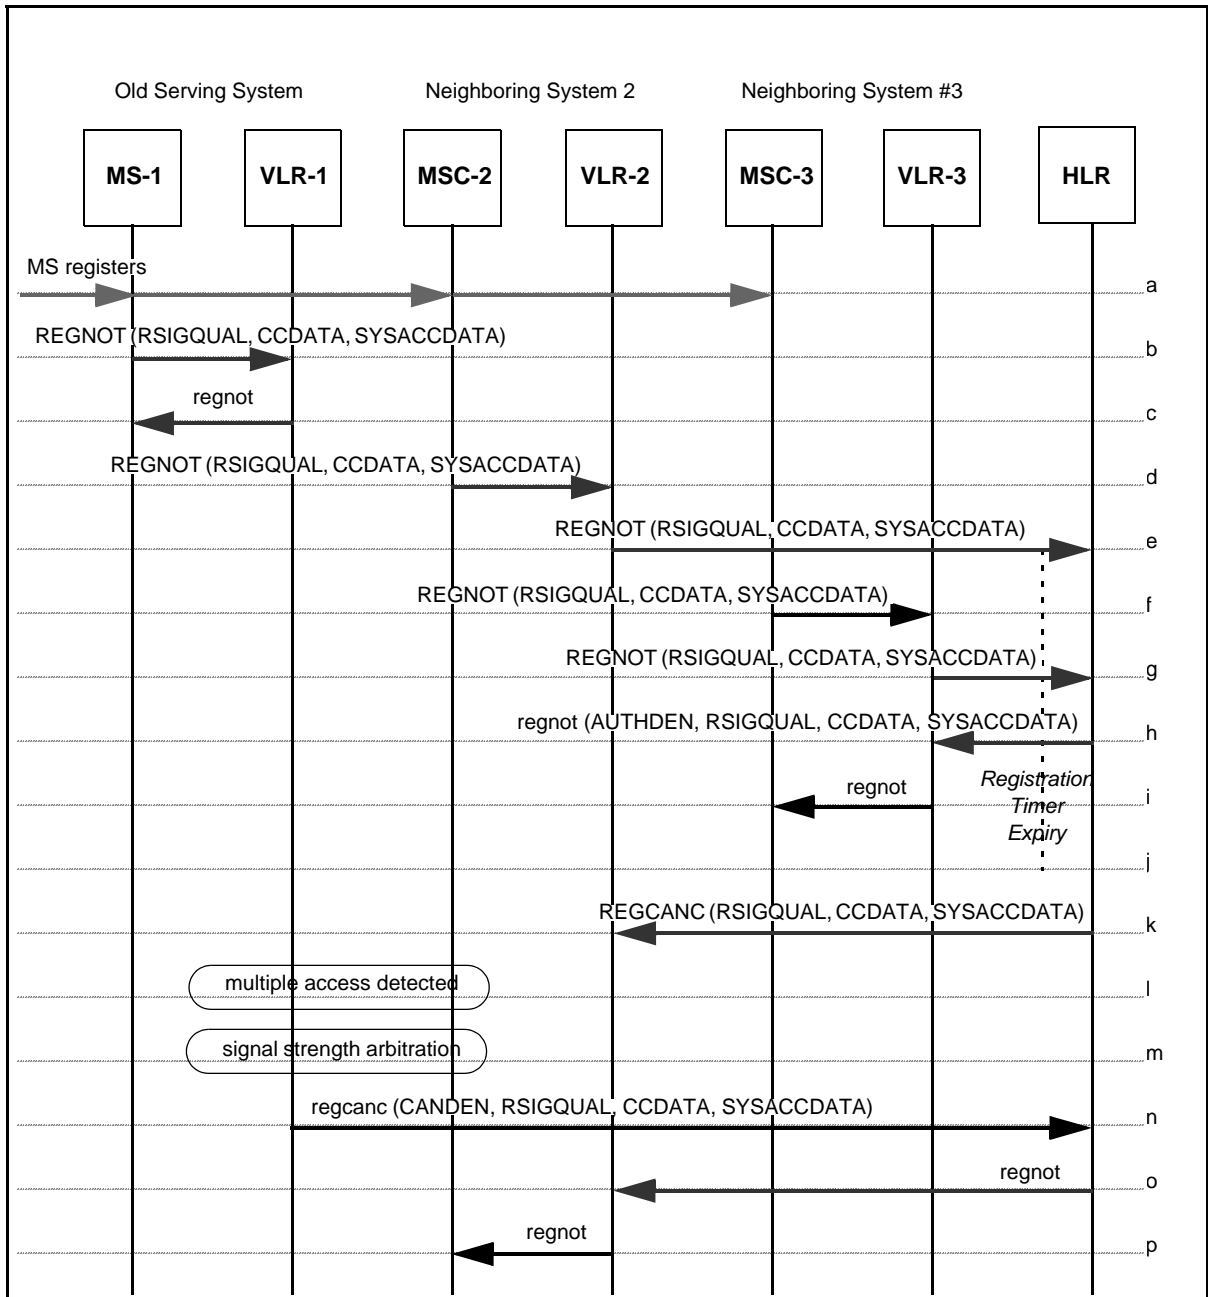 Old Serving System Neighboring System 2 Neighboring System #3
MS-1 VLR-1 MSC-2 VLR-2 MSC-3 VLR-3 HLR
MS registers
a
REGNOT (RSIGQUAL, CCDATA, SYSACCDATA)
b
regnot
c
REGNOT (RSIGQUAL, CCDATA, SYSACCDATA)
d
REGNOT (RSIGQUAL, CCDATA, SYSACCDATA)
e
REGNOT (RSIGQUAL, CCDATA, SYSACCDATA)
f
REGNOT (RSIGQUAL, CCDATA, SYSACCDATA)
g
regnot (AUTHDEN, RSIGQUAL, CCDATA, SYSACCDATA)
h
regnot
i
Registration
Timer
Expiry
j
REGCANC (RSIGQUAL, CCDATA, SYSACCDATA)
k
multiple access detected
l
signal strength arbitration
m
regcanc (CANDEN, RSIGQUAL, CCDATA, SYSACCDATA)
n
regnot
o
regnot
p